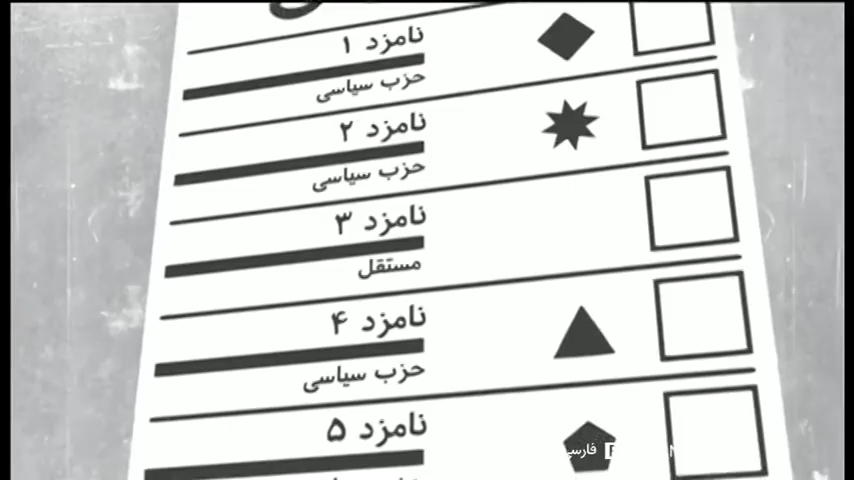 نامزد ۱
حزب سیاسی
نامزد ۲
حزب سیاسی
نامزد ۳
مستقل
نامزد ۴
حزب سیاسی
نامزد ۵
فارسی